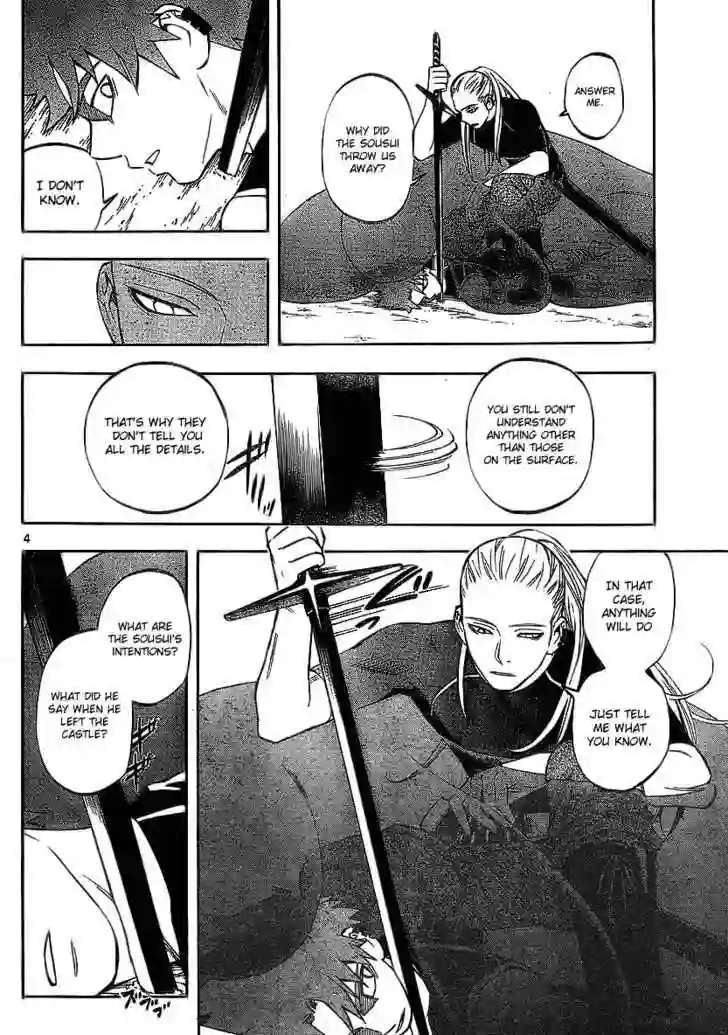 ANSWER
ME.
WHY DID
THE SOUSUI
THROW US
AWAY?
I DON'T
KNOW.
YOU STILL DON'T
UNDERSTAND
ANYTHING OTHER
THAN THOSE
ON THE SURFACE.
THAT'S WHY THEY
DON'T TELL YOU
ALL THE DETAILS.
4
IN THAT
CASE,
ANYTHING
WILL DO
JUST TELL
ME WHAT
YOU KNOW.
WHAT ARE
THE SOUSUI'S
INTENTIONS?
WHAT DID HE
SAY WHEN HE
LEFT THE
CASTLE?
ズブブ